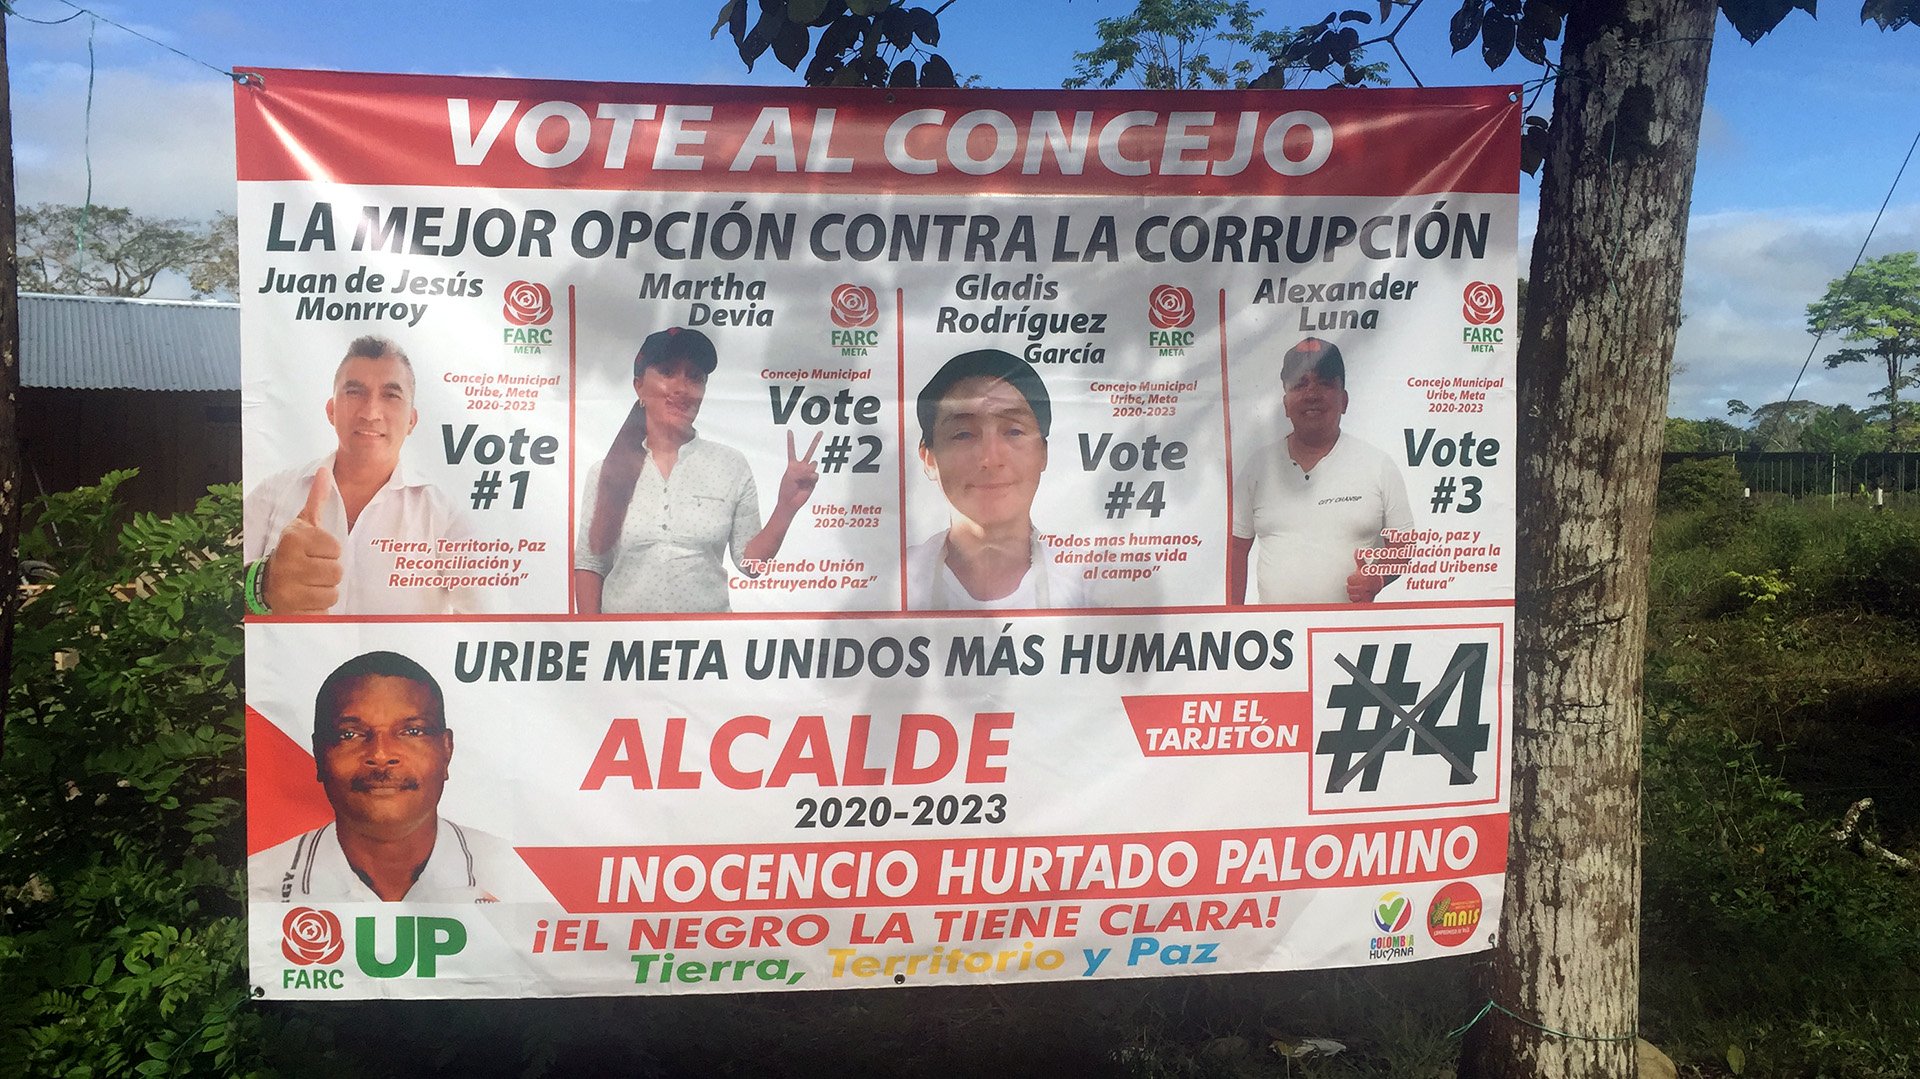 VOTE AL CONCEJO
LA MEJOR OPCIÓN CONTRA LA CORRUPCIÓN
Juan de Jesús
Monrroy
FARC
META
Concejo Municipal
Uribe, Meta
2020-2023
Vote
#1
"Tierra, Territorio, Paz
Reconciliación y
Reincorporación"
Martha
Devia
FARC
META
Concejo Municipal
Vote
#2
Uribe, Meta
2020-2023
"Tejiendo Unión
Construyendo Paz"
Gladis
Rodríguez
García
FARC
META
Concejo Municipal
Uribe, Meta
2020-2023
Vote
#4
"Todos mas humanos,
dándole mas vida
al campo"
Alexander
Luna
FARC
META
Concejo Municipal
Uribe, Meta
2020-2023
Vote
#3
CITY CHANSP
"Trabajo, paz y
reconciliación para la
comunidad Uribense
futura"
URIBE META UNIDOS MÁS HUMANOS
ALCALDE
2020-2023
EN EL
TARJETÓN
#4
INOCENCIO HURTADO PALOMINO
¡EL NEGRO LA TIENE CLARA!
Tierra, Territorio y Paz
FARC
UP
COLOMBIA
HUMANA
MAIS